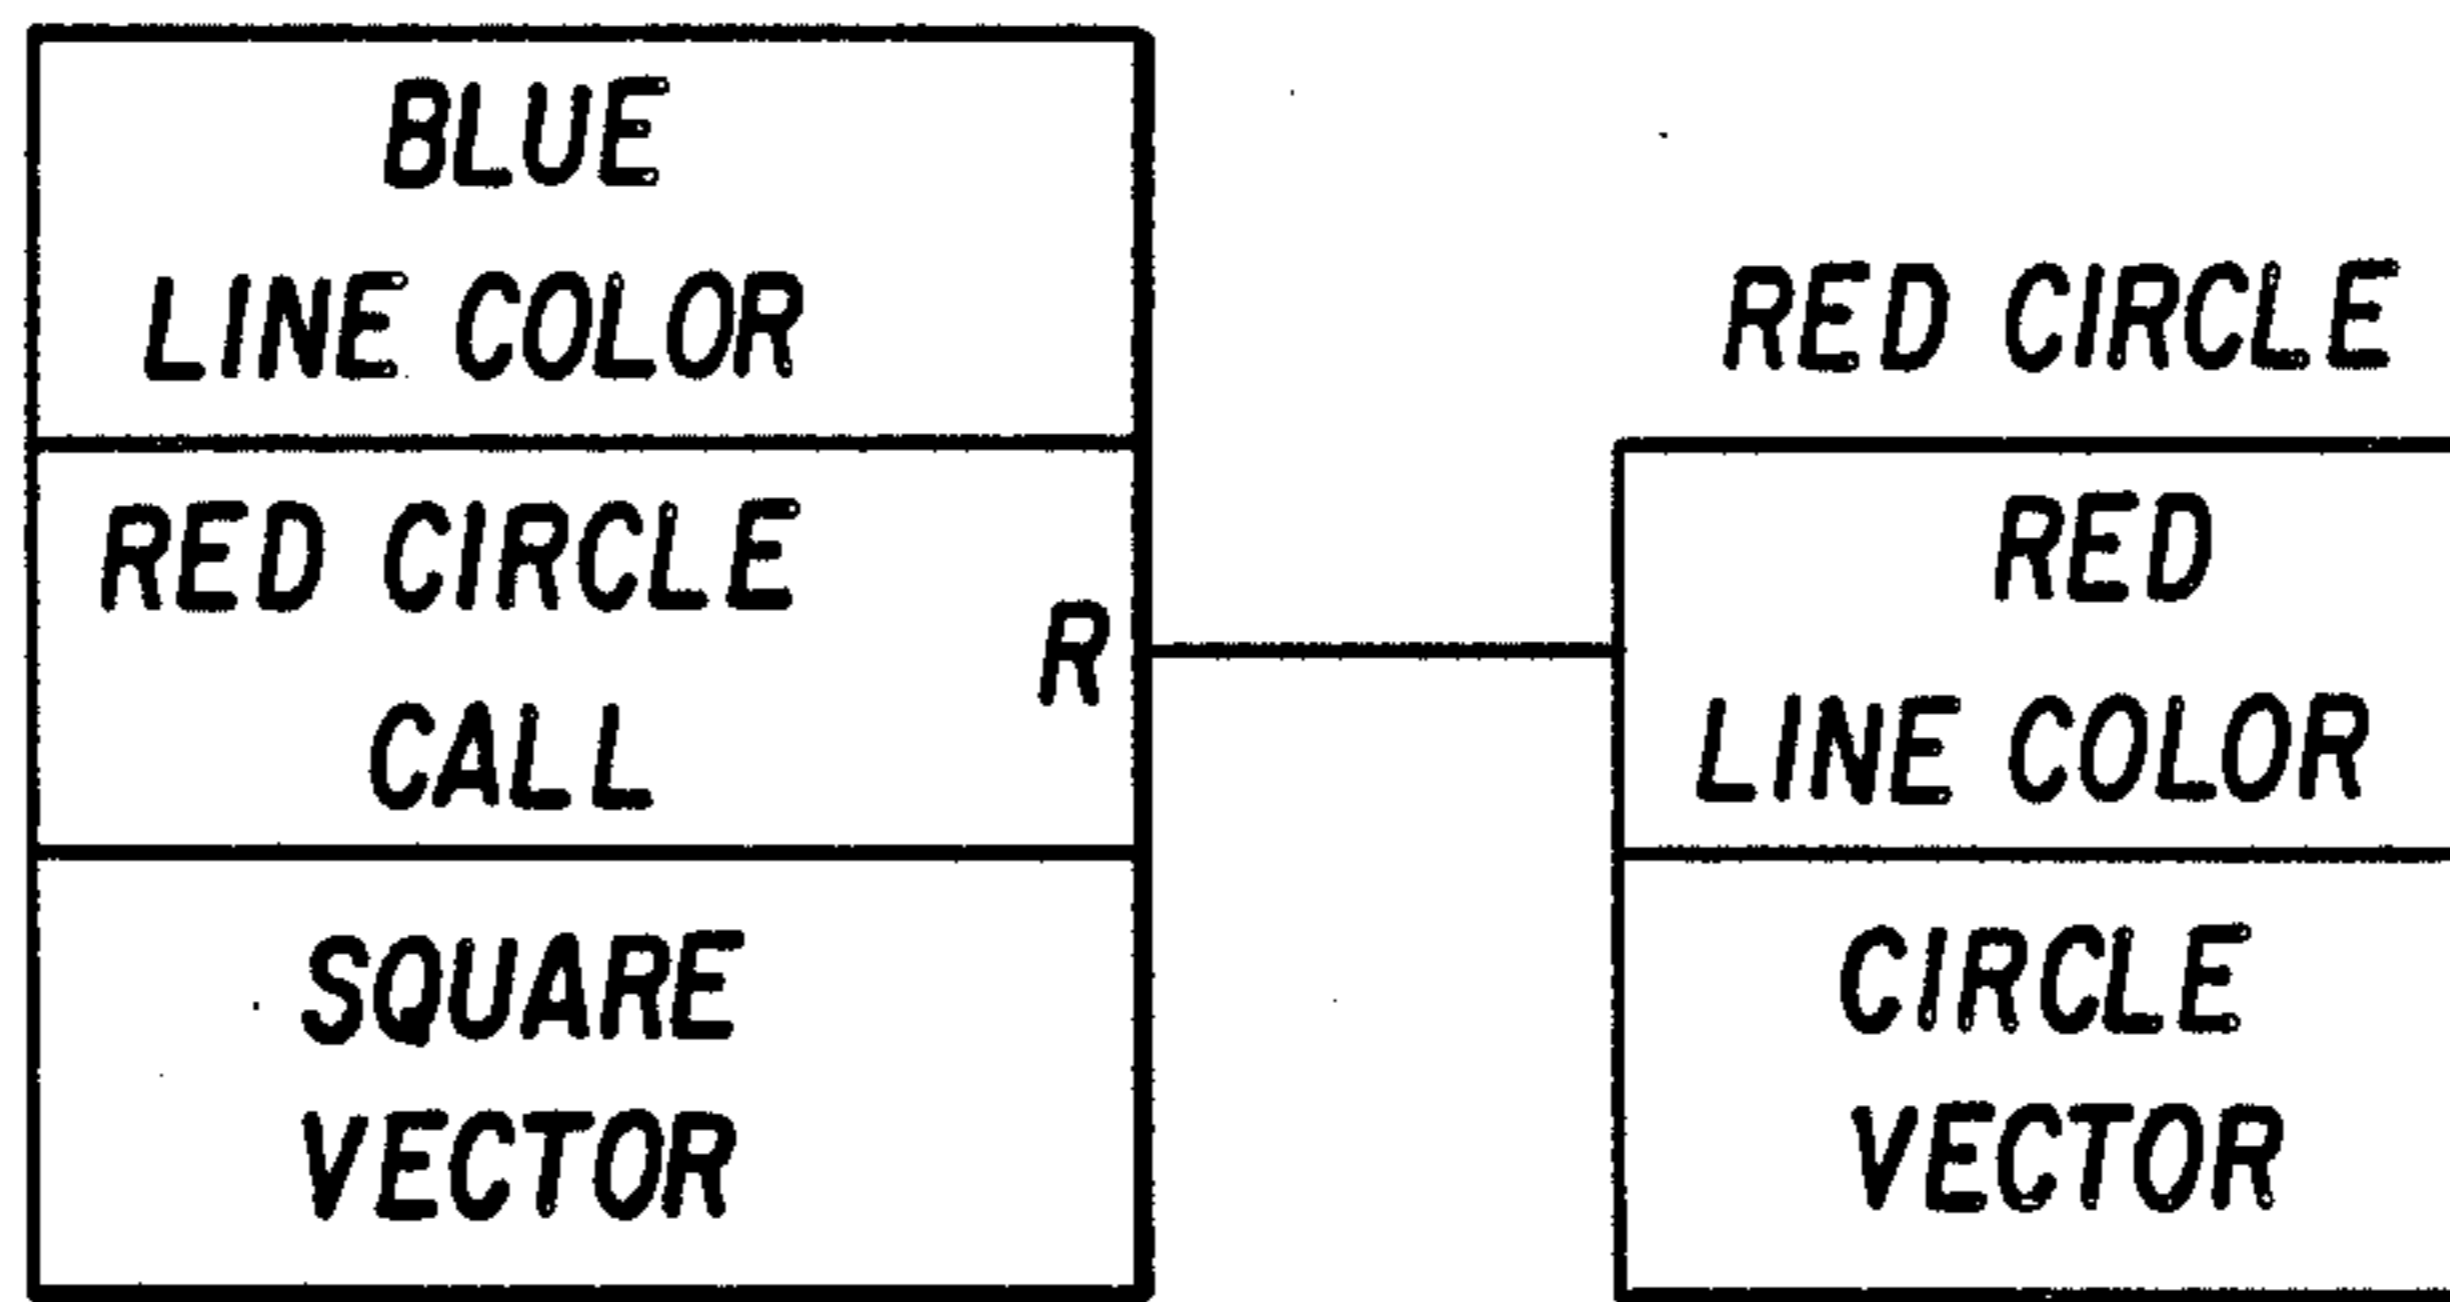 BLUE
LINE COLOR
RED CIRCLE
CALL
R
SQUARE
VECTOR
RED CIRCLE
RED
LINE COLOR
CIRCLE
VECTOR